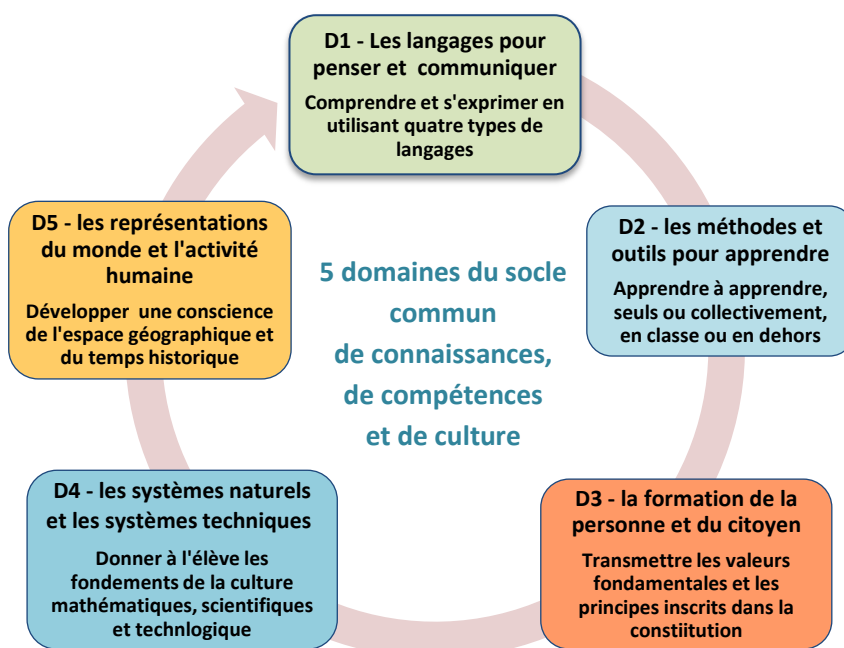 D1 - Les langages pour
penser et communiquer
Comprendre et s'exprimer en
utilisant quatre types de
langages
D2 - les méthodes et
outils pour apprendre
Apprendre à apprendre,
seuls ou collectivement,
en classe ou en dehors
D3 - la formation de la
personne et du citoyen
Transmettre les valeurs
fondamentales et les
principes inscrits dans la
constiitution
D4 - les systèmes naturels
et les systèmes techniques
Donner à l'élève les
fondements de la culture
mathématiques, scientifiques
et technlogique
D5 - les représentations
du monde et l'activité
humaine
Développer une conscience
de l'espace géographique et
du temps historique
5 domaines du socle
commun
de connaissances,
de compétences
et de culture